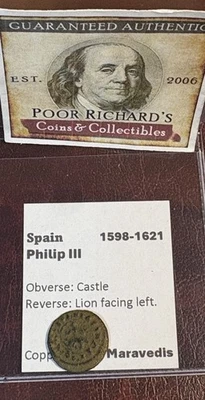 GUARANTEED AUTHENTIC
EST. 2006
POOR RICHARD'S
Coins & Collectibles
Spain 1598-1621
Philip III
Obverse: Castle
Reverse: Lion facing left.
Maravedis